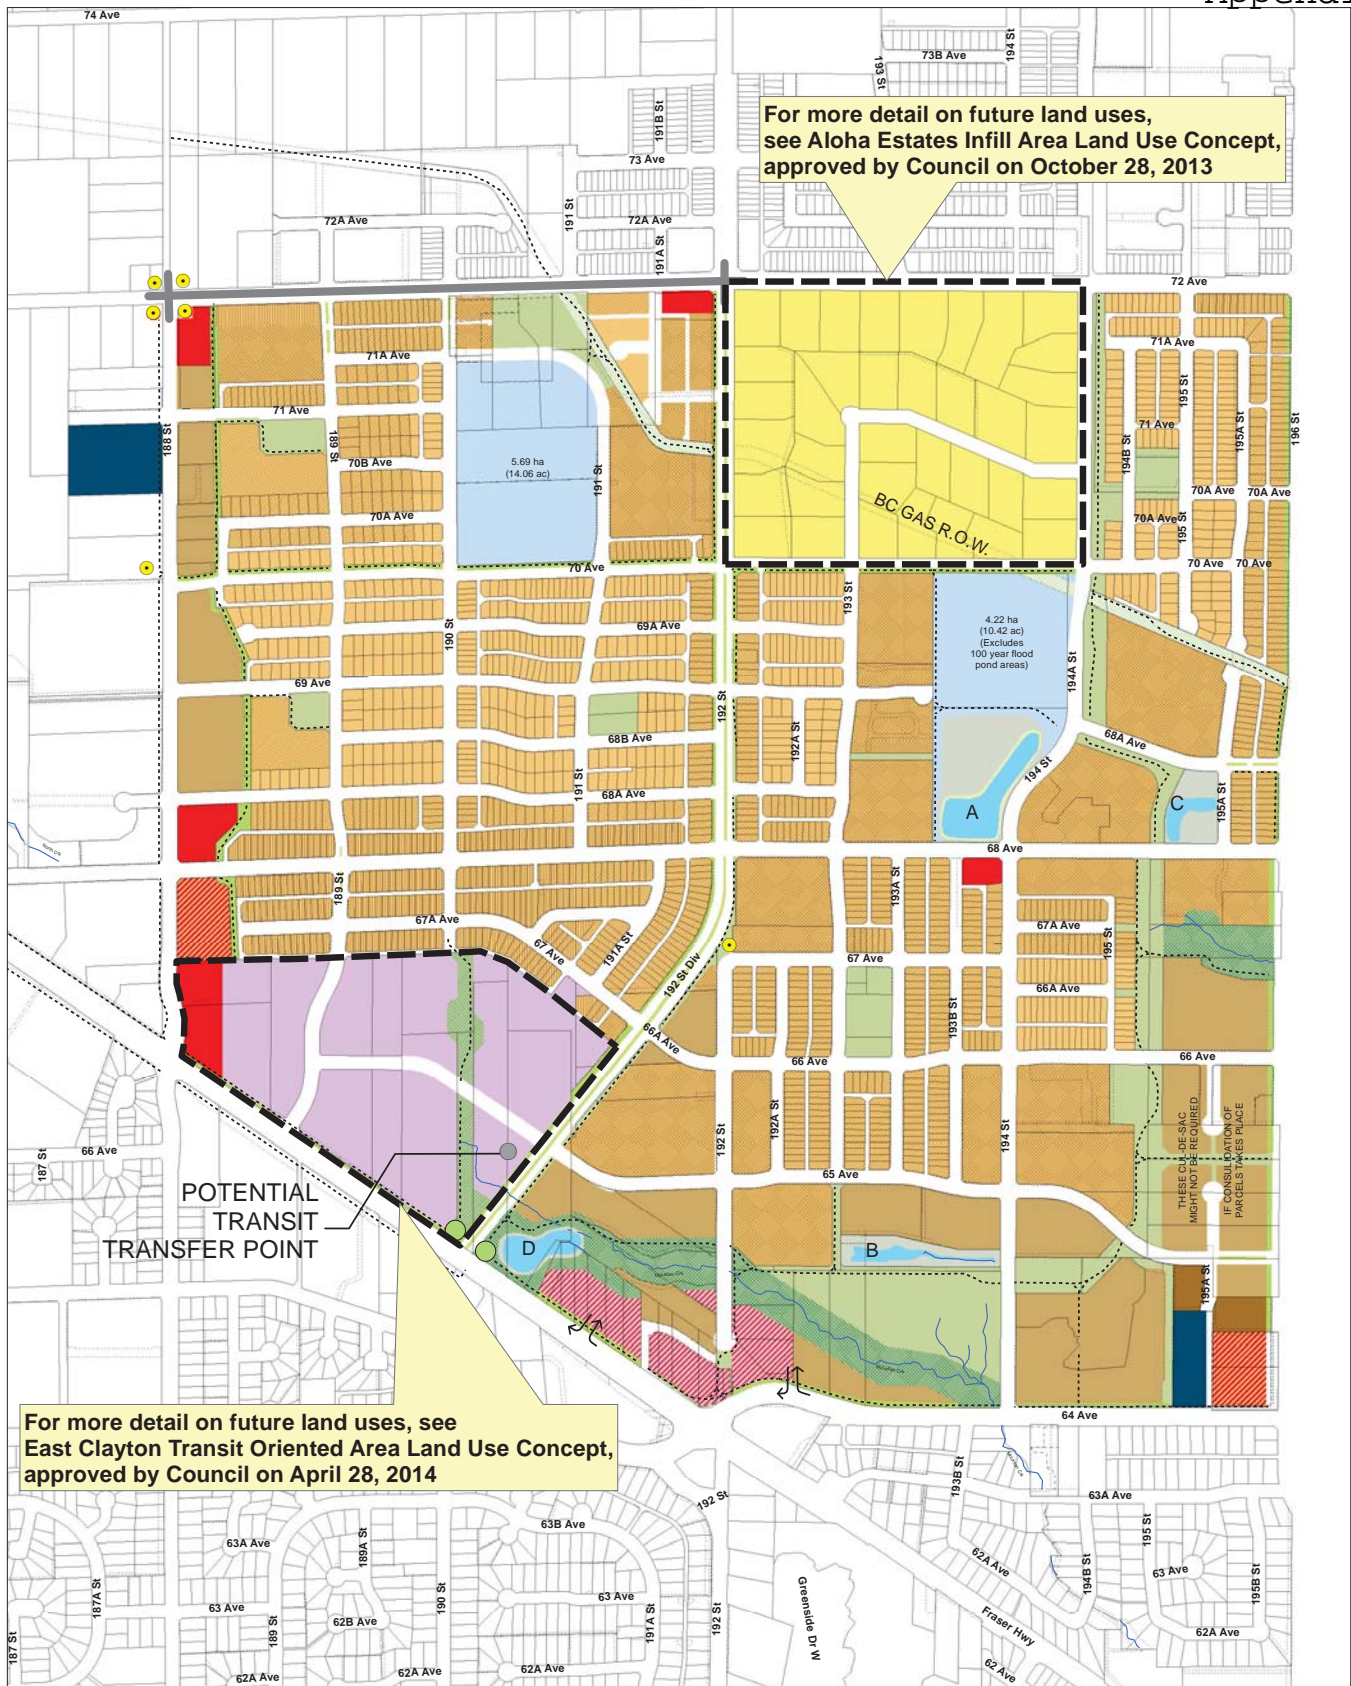 Appendi
74 Ave
73B Ave
194 St
193 St
For more detail on future land uses,
see Aloha Estates Infill Area Land Use Concept,
approved by Council on October 28, 2013
191B St
73 Ave
191 St
72A Ave
72A Ave
191A St
72 Ave
71A Ave
71A Ave
195 St
71 Ave
71 Ave
188 St
189 St
70B Ave
5.69 ha
(14.06 ac)
191 St
194B St
195A St
196 St
70A Ave
70A Ave
70A Ave
70A Ave
195 St
BC GAS R.O.W.
70 Ave
70 Ave
70 Ave
193 St
4.22 ha
(10.42 ac)
(Excludes
100 year flood
pond areas)
69A Ave
190 St
194A St
69 Ave
192 St
68B Ave
192A St
68A Ave
191 St
194 St
68A Ave
A
C
195A St
North Crk
68 Ave
189 St
193A St
67A Ave
67A Ave
67 Ave
191A St
195 St
192 St Div
67 Ave
66A Ave
193B St
66A Ave
66 Ave
66 Ave
192A St
192 St
194 St
THESE CUL-DE-SAC
MIGHT NOT BE REQUIRED
IF CONSULIDATION OF
PARCELS TAKES PLACE
66 Ave
187 St
65 Ave
POTENTIAL
TRANSIT
TRANSFER POINT
D
B
McLellan Crk
195A St
McLellan Crk
64 Ave
For more detail on future land uses, see
East Clayton Transit Oriented Area Land Use Concept,
approved by Council on April 28, 2014
193B St
McLellan Crk
192 St
63A Ave
63B Ave
63A Ave
189A St
195 St
62A Ave
194B St
63 Ave
195B St
187A St
190 St
63 Ave
63 Ave
62B Ave
189 St
191A St
192 St
Greenside Dr W
Fraser Hwy
62A Ave
187 St
62A Ave
62A Ave
62A Ave
62 Ave